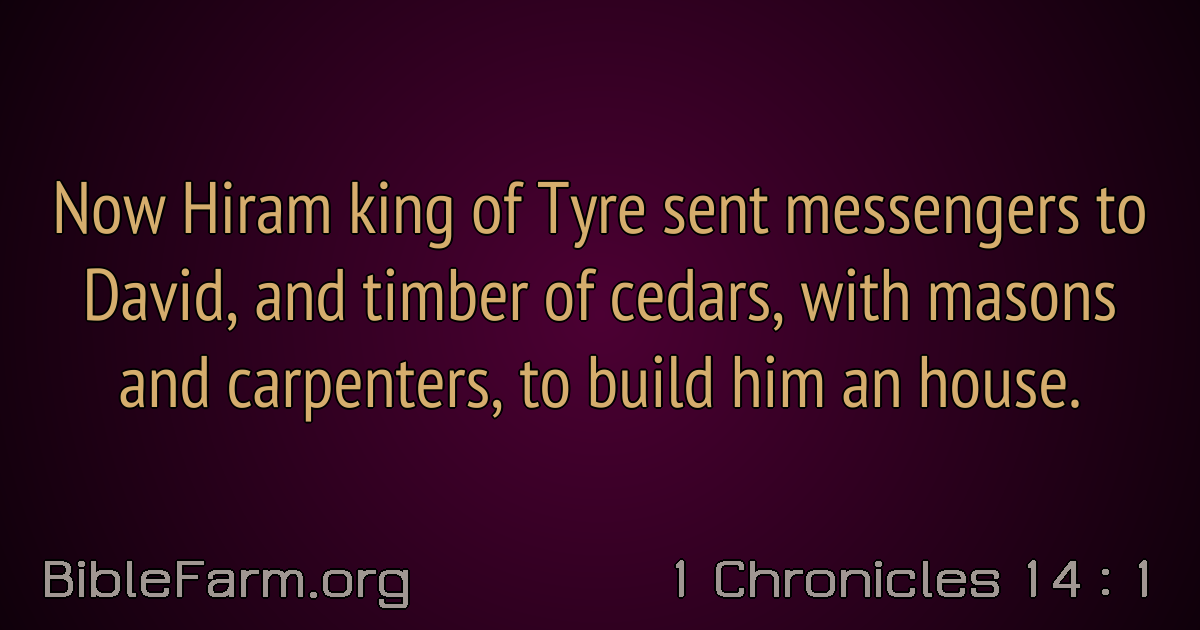 Now Hiram king of Tyre sent messengers to
David, and timber of cedars, with masons
and carpenters, to build him an house.
BibleFarm.org
1 Chronicles 14 : 1